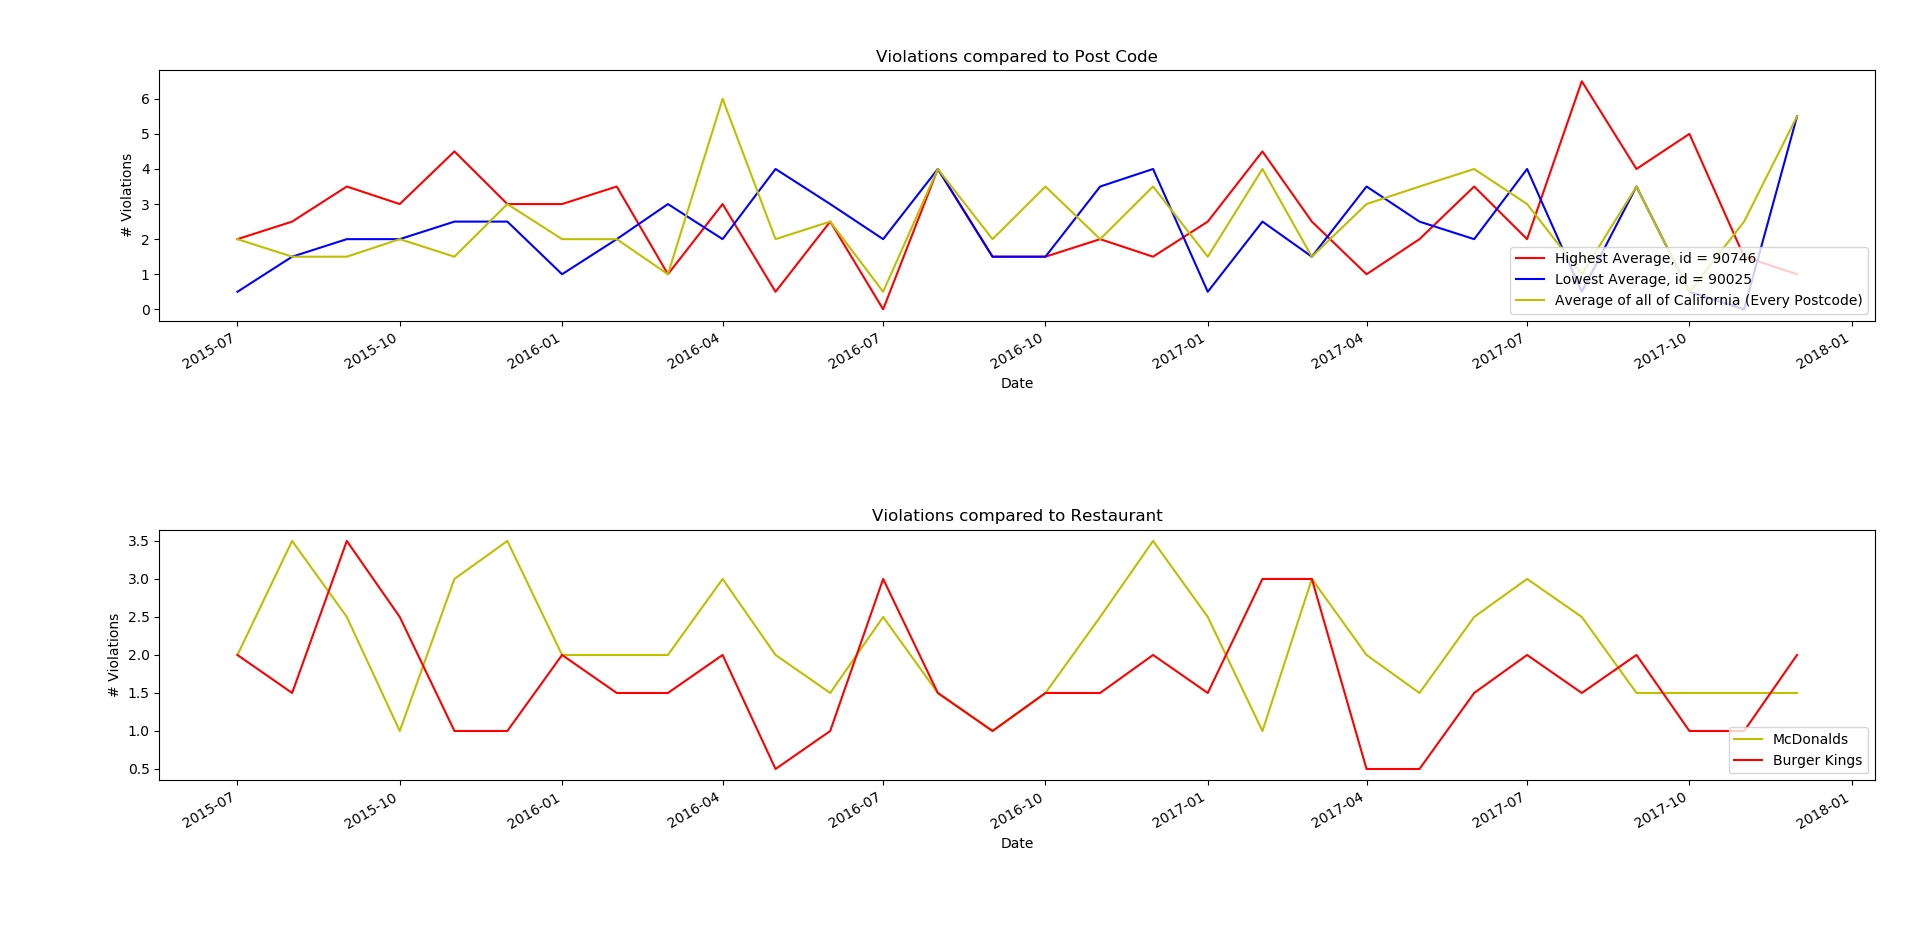 Violations compared to Post Code
# Violations
6
5
4
3
2
1
0
Highest Average, id = 90746
Lowest Average, id = 90025
Average of all of California (Every Postcode)
2015-07 2015-10 2016-01 2016-04 2016-07 2016-10 2017-01 2017-04 2017-07 2017-10 2018-01
Date
Violations compared to Restaurant
# Violations
3.5
3.0
2.5
2.0
1.5
1.0
0.5
McDonalds
Burger Kings
2015-07 2015-10 2016-01 2016-04 2016-07 2016-10 2017-01 2017-04 2017-07 2017-10 2018-01
Date